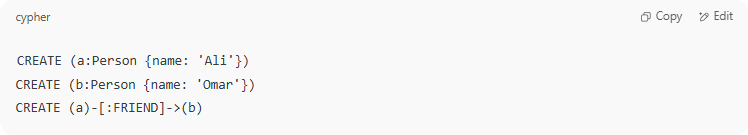 cypher
Copy
Edit
CREATE (a:Person {name: 'Ali'})
CREATE (b:Person {name: 'Omar'})
CREATE (a)-[:FRIEND]->(b)